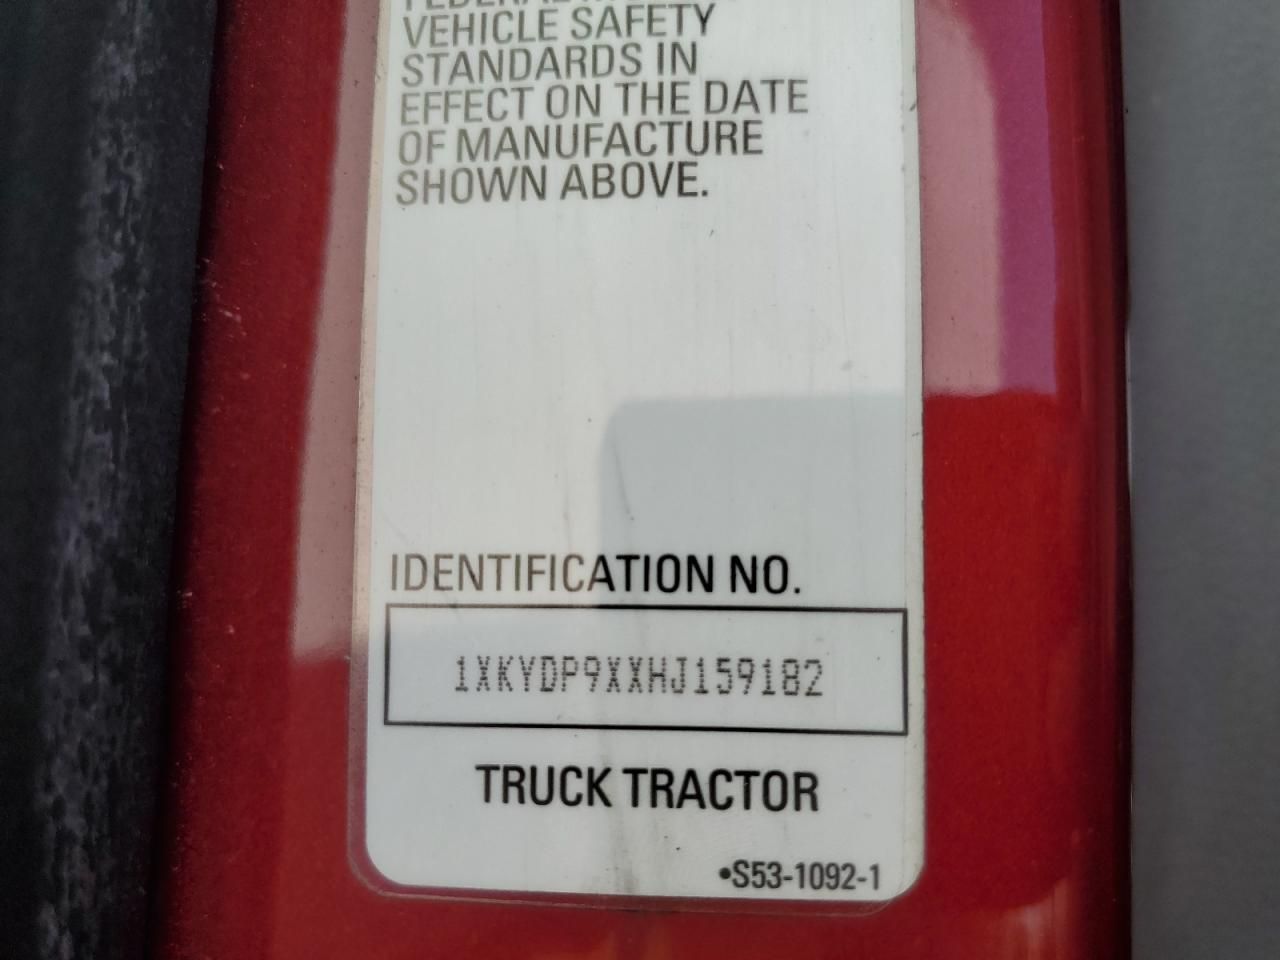 VEHICLE SAFETY
STANDARDS IN
EFFECT ON THE DATE
OF MANUFACTURE
SHOWN ABOVE.
IDENTIFICATION NO.
1XKYDP9XXHJ159182
TRUCK TRACTOR
•S53-1092-1